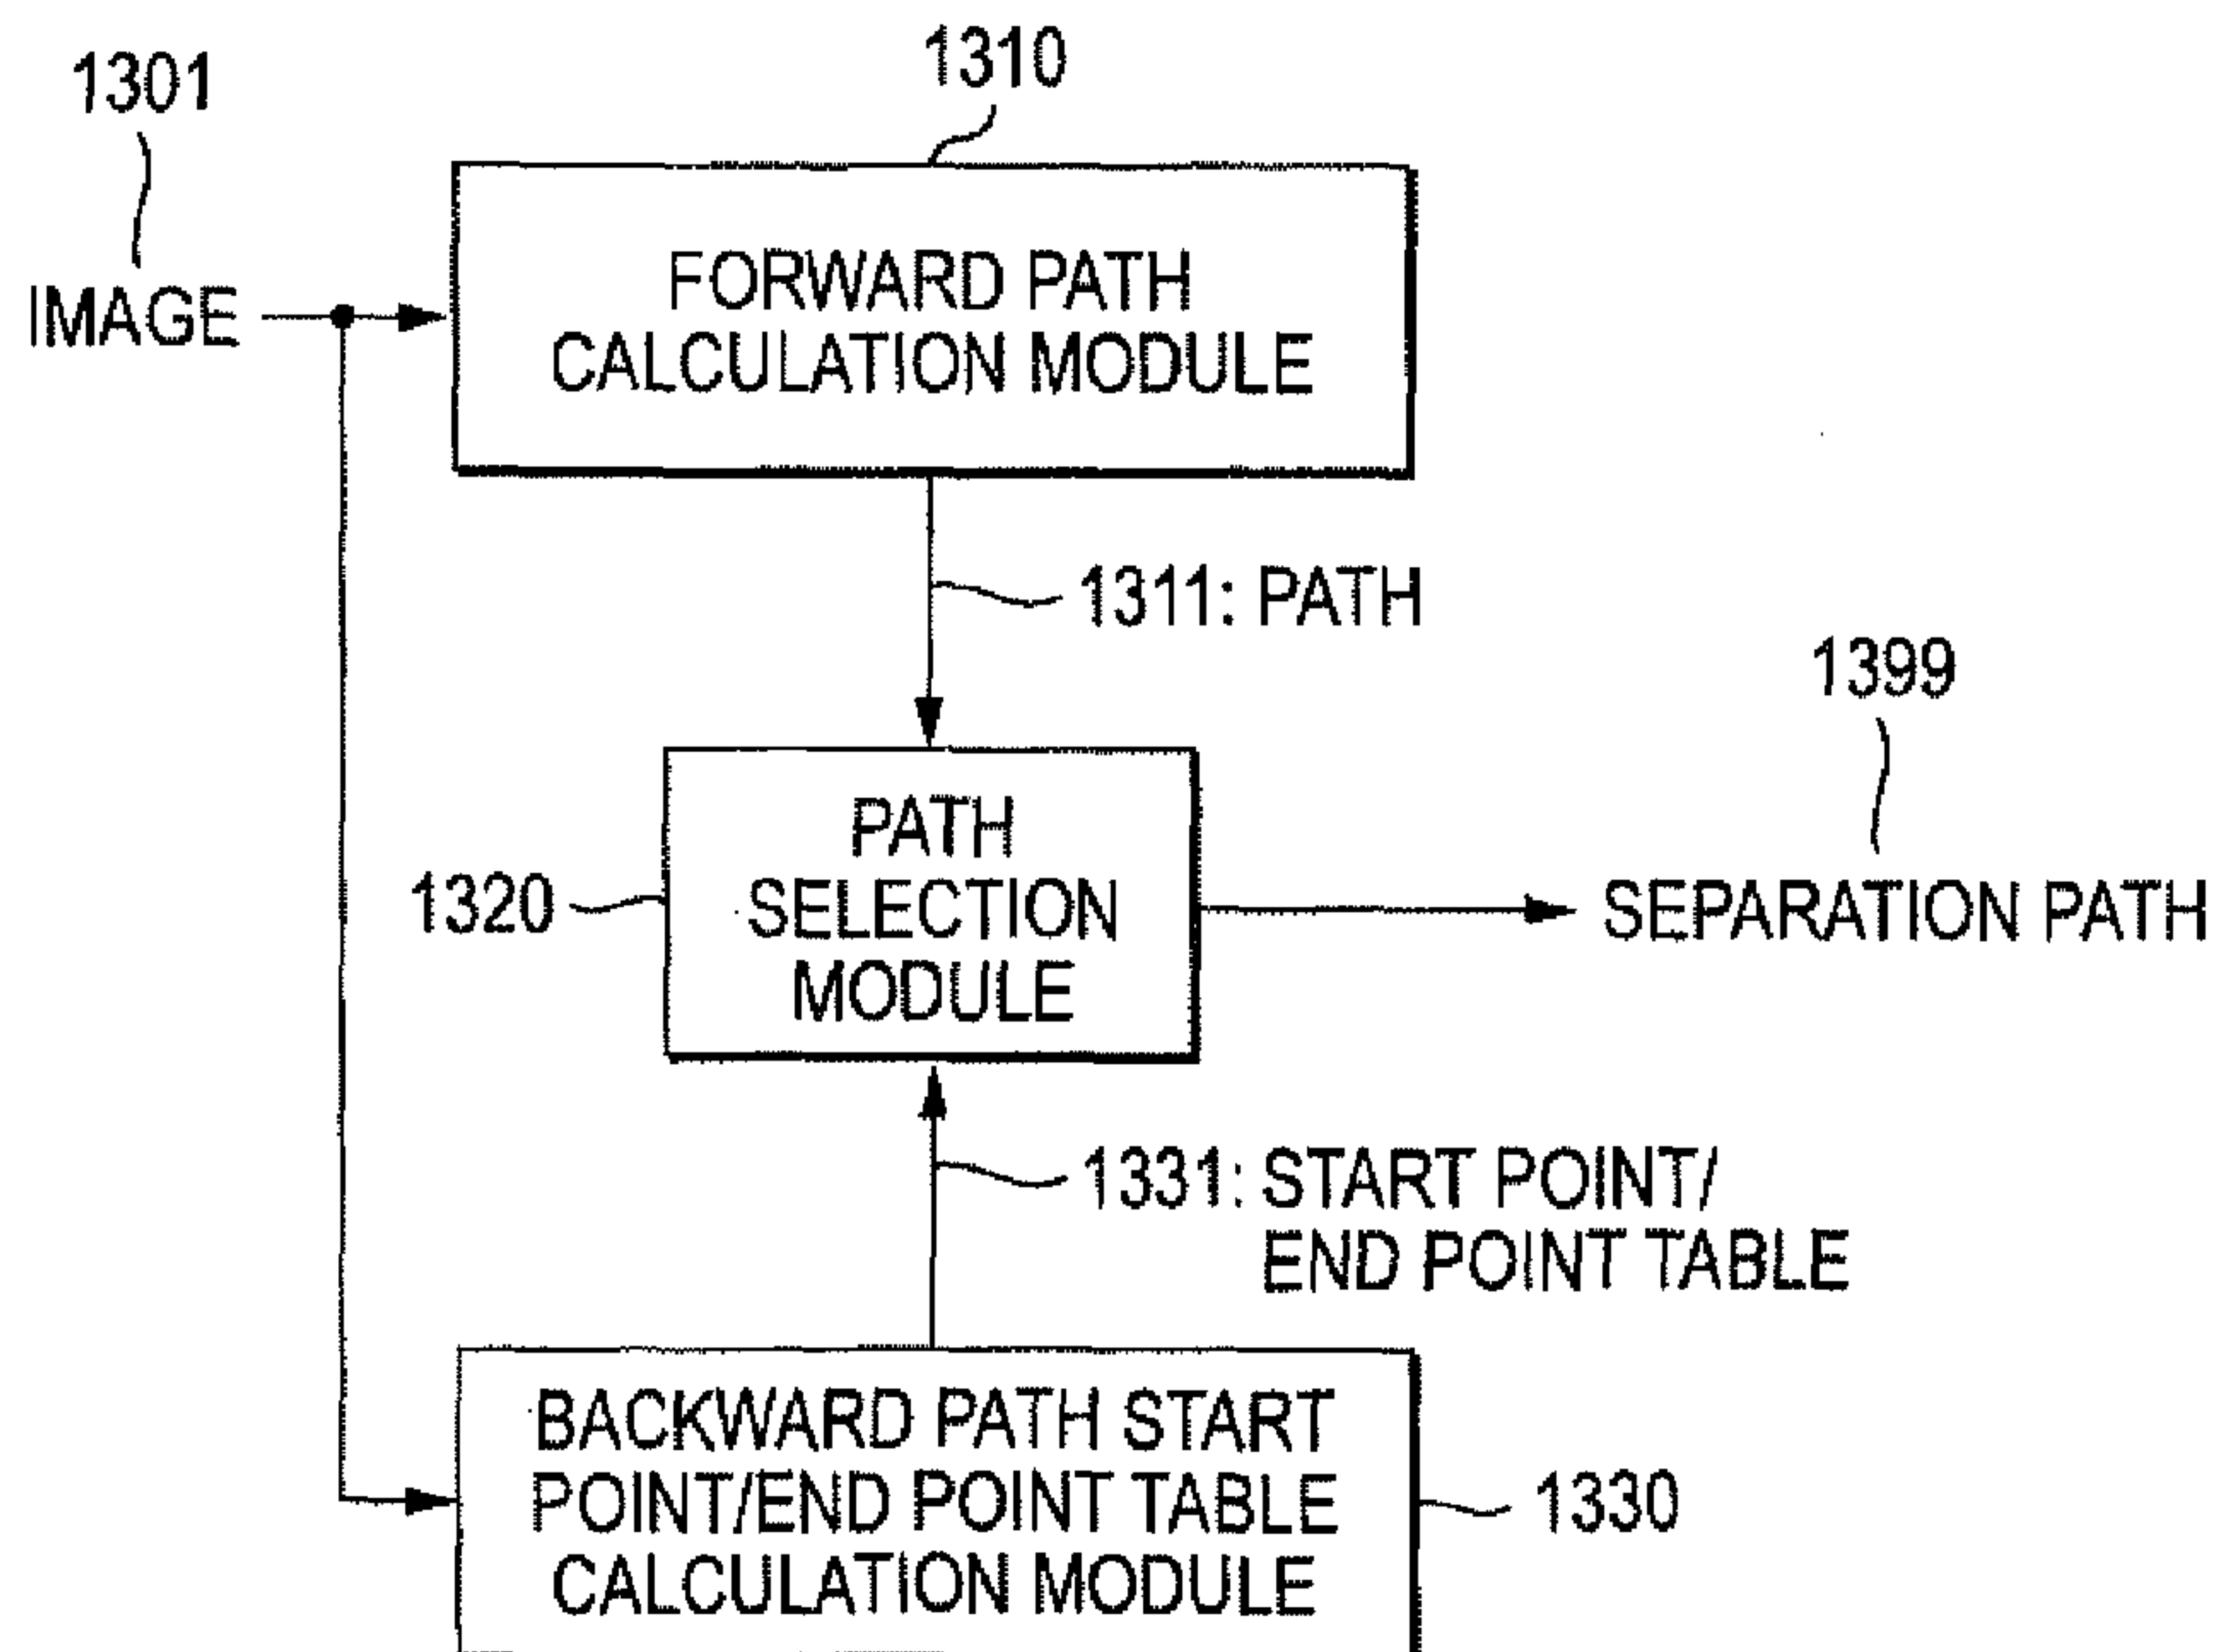 1301
1310
IMAGE
FORWARD PATH
CALCULATION MODULE
1311: PATH
1399
1320
PATH
SELECTION
MODULE
SEPARATION PATH
1331: START POINT/
END POINT TABLE
BACKWARD PATH START
POINT/END POINT TABLE
CALCULATION MODULE
1330